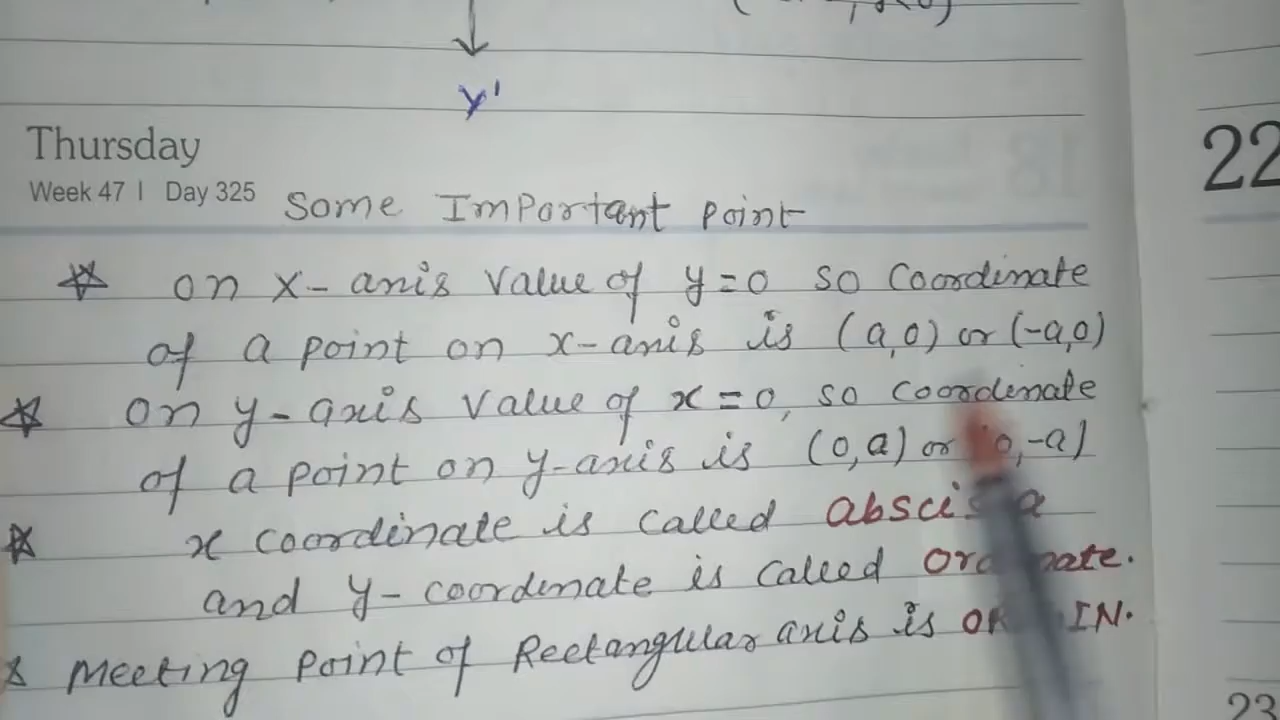 Y'
Thursday
22
Week 47 | Day 325
Some Important point
☆ on x-axis value of y=0 so coordinate
of a point on x-axis is (a,0) or (-a,0)
☆ on y-axis value of x=0, so coordinate
of a point on y-axis is (0,a) or (0,-a)
☆ x coordinate is called
and y-coordinate is called
☆ Meeting point of Rectangular axis is
23